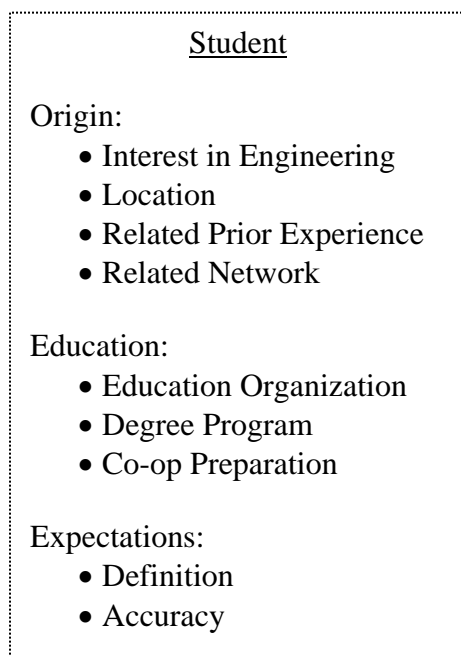 Student
Origin:
• Interest in Engineering
• Location
• Related Prior Experience
• Related Network
Education:
• Education Organization
• Degree Program
• Co-op Preparation
Expectations:
• Definition
• Accuracy